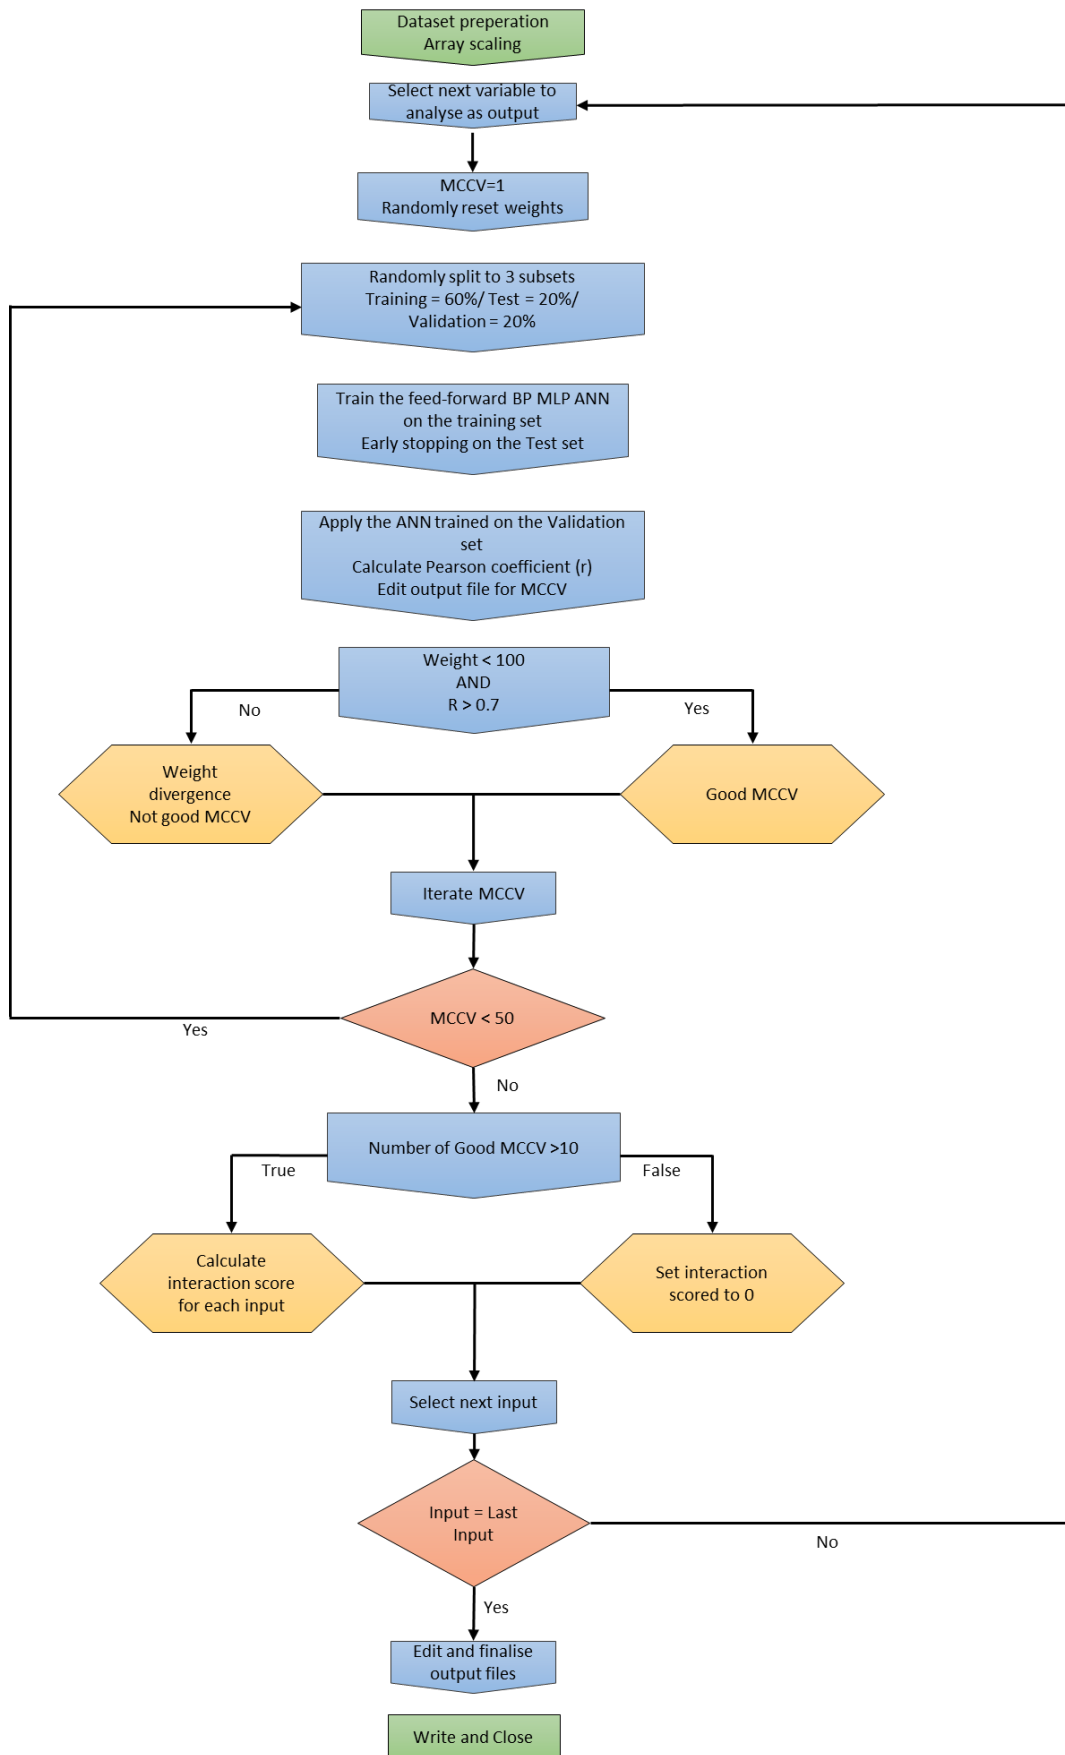 Dataset preperation
Array scaling
Select next variable to
analyse as output
MCCV=1
Randomly reset weights
Randomly split to 3 subsets
Training = 60%/ Test = 20%/
Validation = 20%
Train the feed-forward BP MLP ANN
on the training set
Early stopping on the Test set
Apply the ANN trained on the Validation
set
Calculate Pearson coefficient (r)
Edit output file for MCCV
Weight < 100
AND
R > 0.7
No
Yes
Weight
divergence
Not good MCCV
Good MCCV
Iterate MCCV
MCCV < 50
Yes
No
Number of Good MCCV >10
True
False
Calculate
interaction score
for each input
Set interaction
scored to 0
Select next input
Input = Last
Input
No
Yes
Edit and finalise
output files
Write and Close